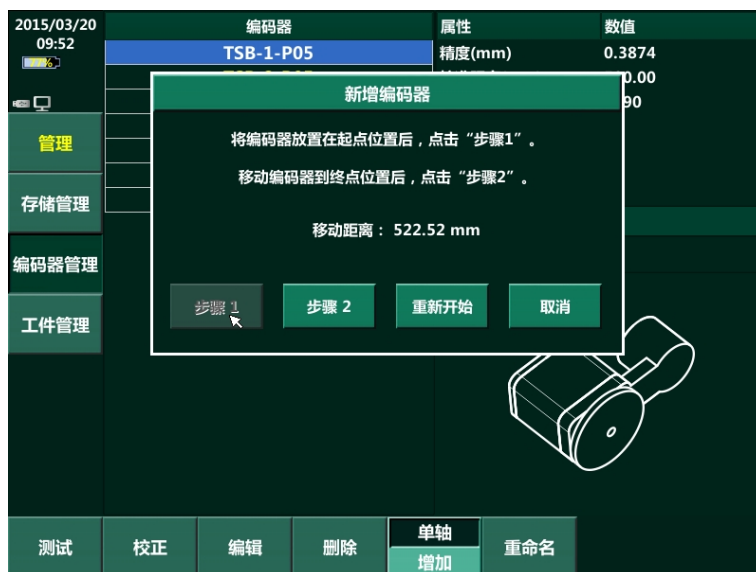 2015/03/20
09:52
77%
编码器
属性
数值
TSB-1-P05
精度(mm)
0.3874
0.00
90
新增编码器
将编码器放置在起点位置后，点击“步骤1”。
移动编码器到终点位置后，点击“步骤2”。
移动距离： 522.52 mm
步骤 1
步骤 2
重新开始
取消
管理
存储管理
编码器管理
工件管理
测试
校正
编辑
删除
单轴
增加
重命名